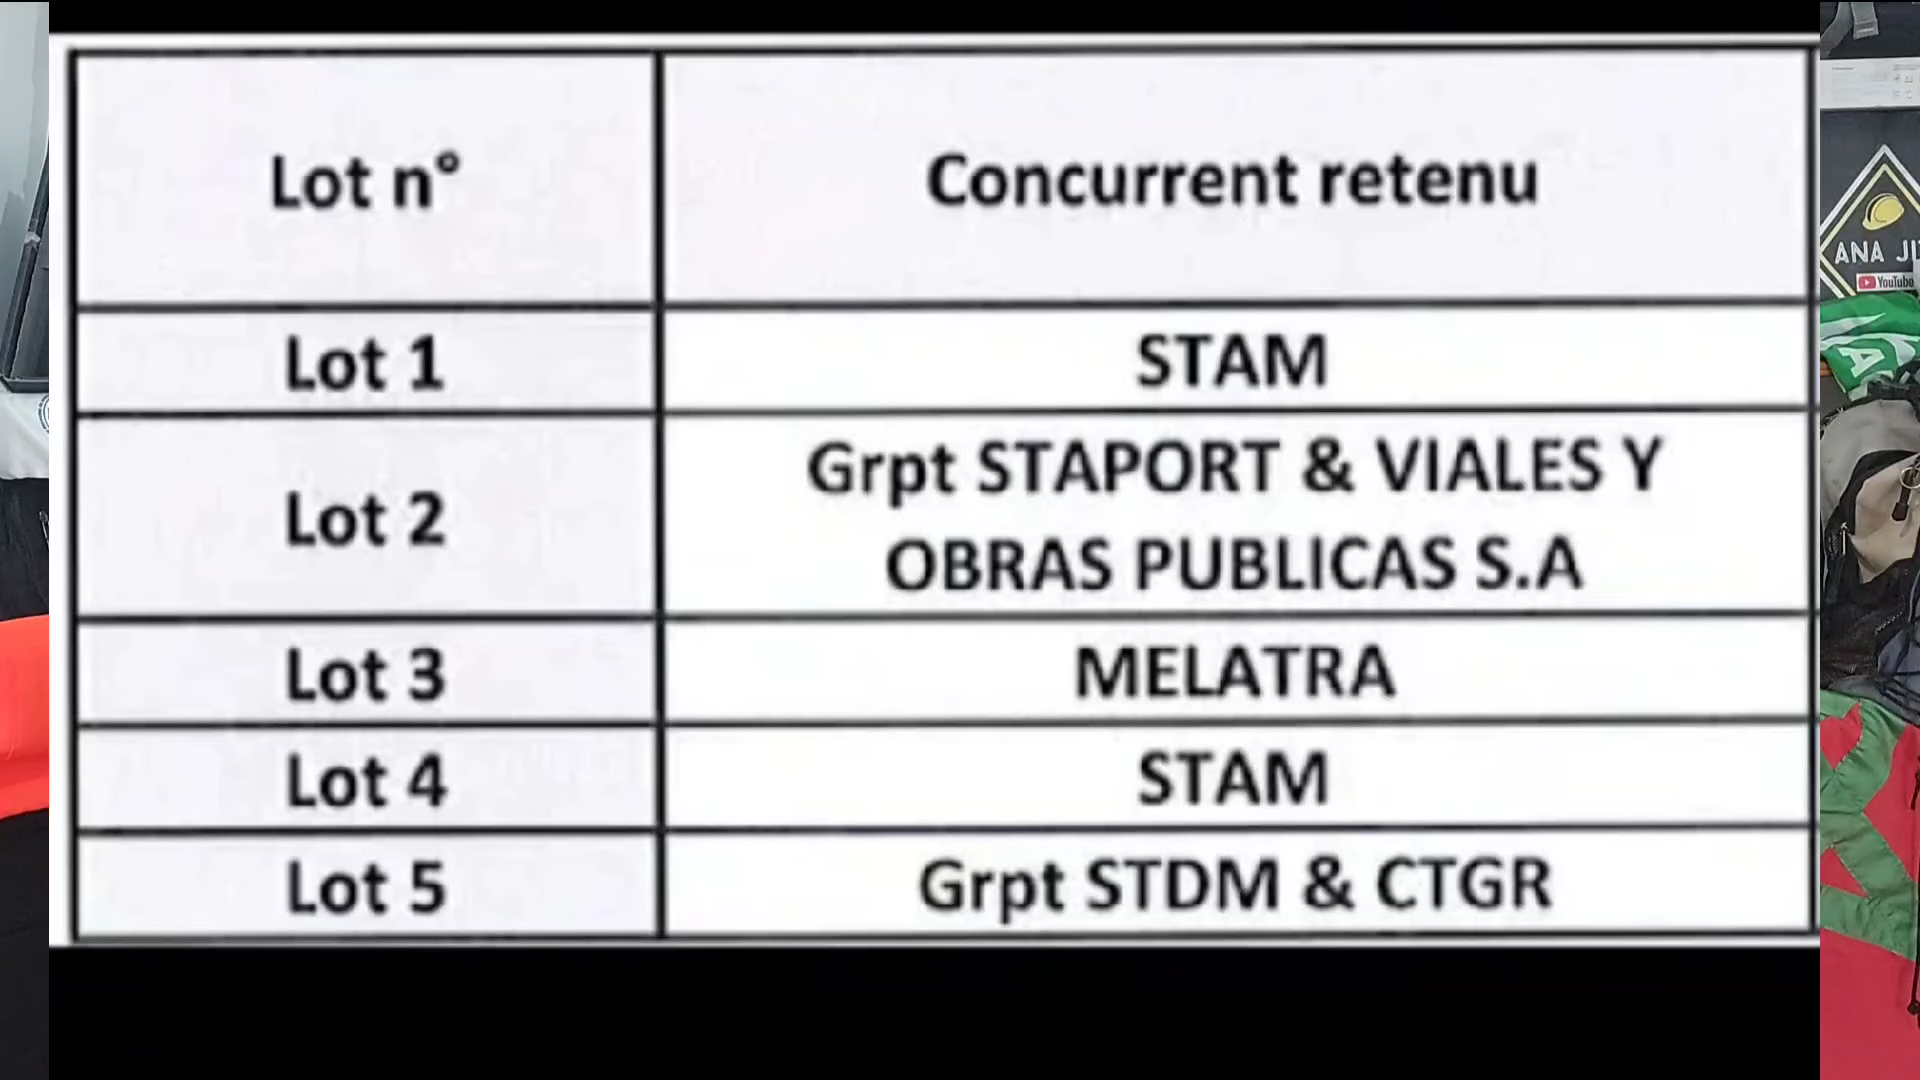 Lot n°
Concurrent retenu
Lot 1
STAM
Lot 2
Grpt STAPORT & VIALES Y
OBRAS PUBLICAS S.A
Lot 3
MELATRA
Lot 4
STAM
Lot 5
Grpt STDM & CTGR
ANA
YouTube